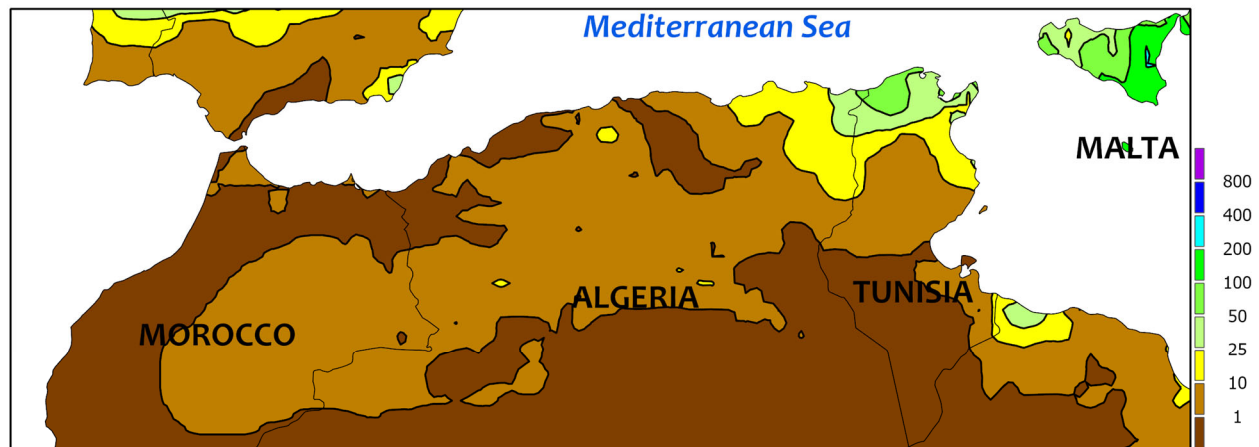 Mediterranean Sea
MALTA
800
400
200
100
50
25
10
1
ALGERIA
TUNISIA
MOROCCO